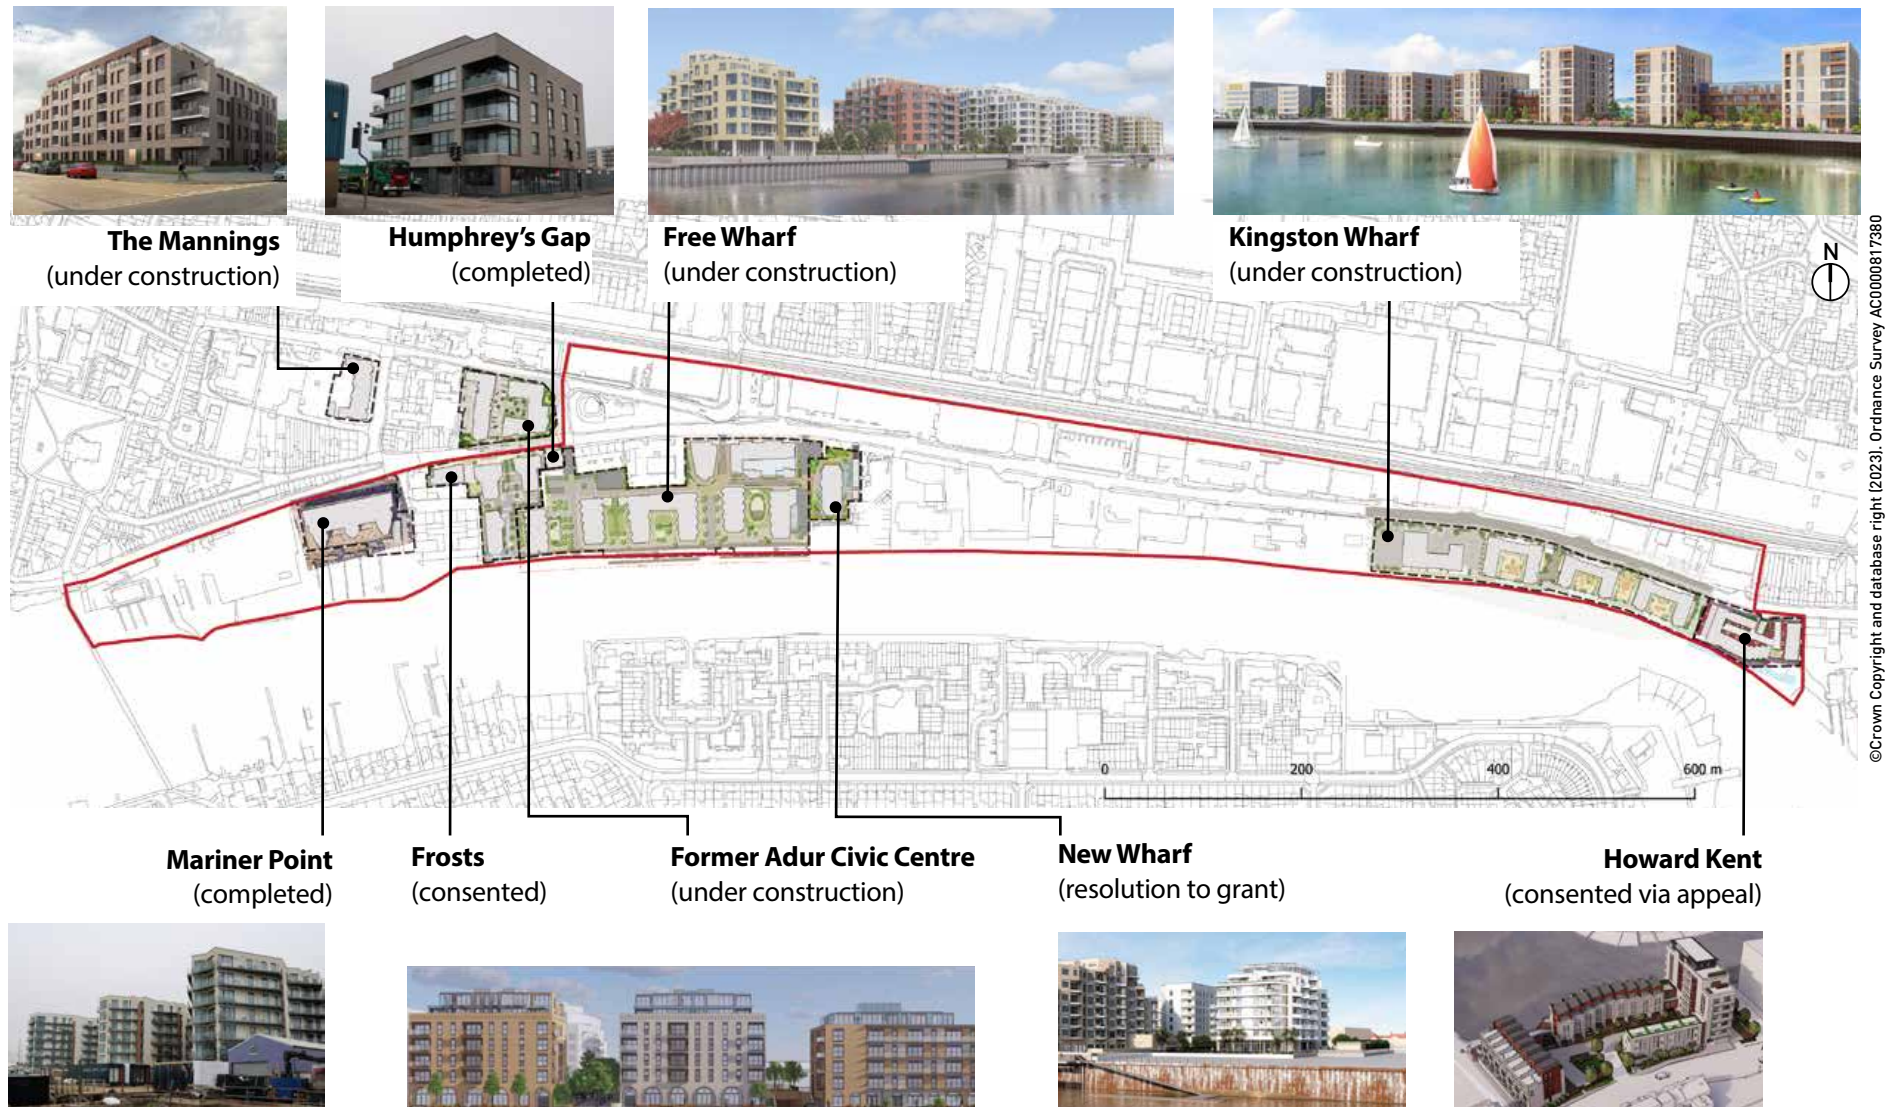 The Mannings
(under construction)
Humphrey’s Gap
(completed)
Free Wharf
(under construction)
Kingston Wharf
(under construction)
N
©Crown Copyright and database right (2023). Ordnance Survey AC0000817380
0 200 400 600 m
Mariner Point
(completed)
Frosts
(consented)
Former Adur Civic Centre
(under construction)
New Wharf
(resolution to grant)
Howard Kent
(consented via appeal)